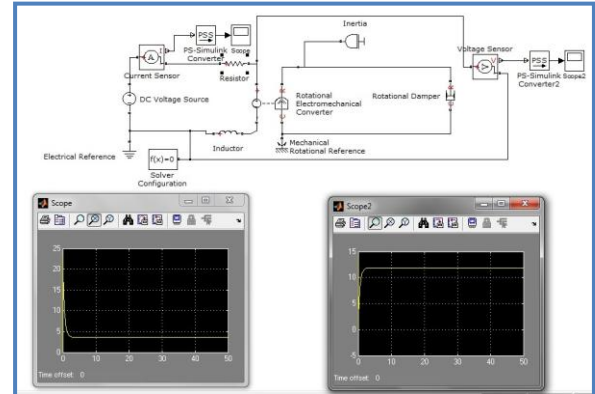 Inertia
PSS
PS-Simulink
Converter
Scope
A
I
Current Sensor
Resistor
Voltage Sensor
V
PSS
PS-Simulink
Converter2
Scope2
DC Voltage Source
Rotational
Electromechanical
Converter
C
R
Rotational Damper
C
R
Inductor
Mechanical
Rotational Reference
Electrical Reference
f(x)=0
Solver
Configuration
Scope
25
20
15
10
5
0
0
10
20
30
40
50
Time offset: 0
Scope2
15
10
5
0
-5
0
10
20
30
40
50
Time offset: 0